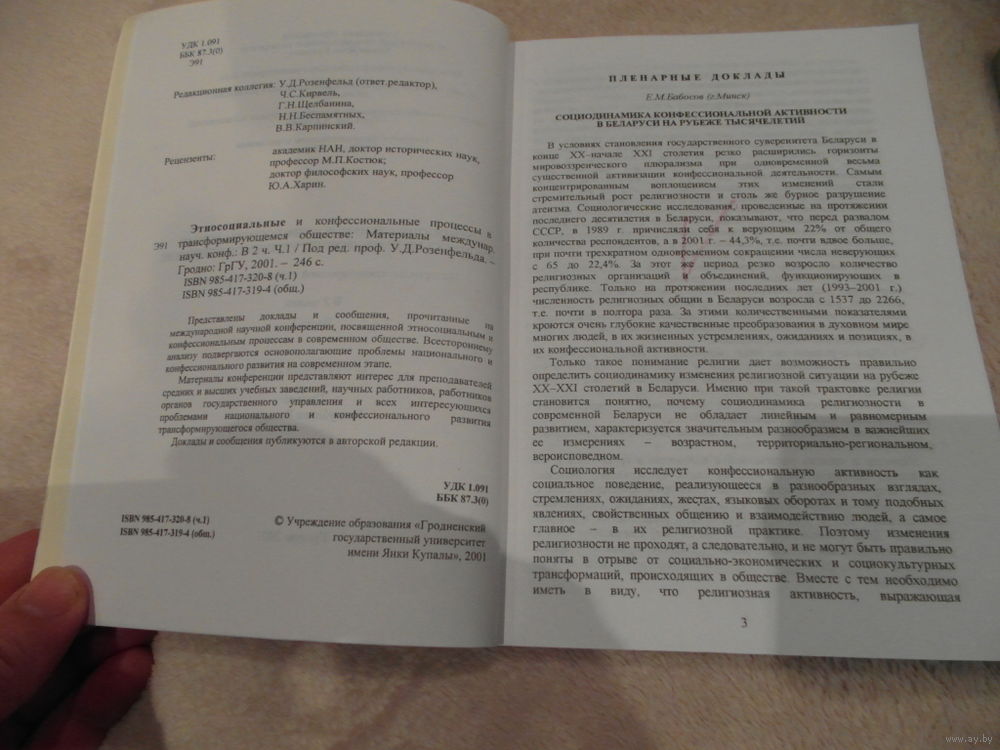 УДК 1.091
ББК 87.3(0)
Э91
Редакционная коллегия: У.Д.Розенфельд (ответ.редактор),
Ч.С.Кирвель,
Г.Н.Щелбанина,
Н.Н.Беспамятных,
В.В.Карпинский.
Рецензенты: академик НАН, доктор исторических наук,
профессор М.П.Костюк;
доктор философских наук, профессор
Ю.А.Харин.
Этносоциальные и конфессиональные процессы в
Э91 трансформирующемся обществе: Материалы междунар.
науч. конф.: В 2 ч. Ч.1 / Под ред. проф. У.Д.Розенфельда. –
Гродно: ГрГУ, 2001. – 246 с.
ISBN 985-417-320-8 (ч.1)
ISBN 985-417-319-4 (общ.)
Представлены доклады и сообщения, прочитанные на
международной научной конференции, посвященной этносоциальным и
конфессиональным процессам в современном обществе. Всестороннему
анализу подвергаются основополагающие проблемы национального и
конфессионального развития на современном этапе.
Материалы конференции представляют интерес для преподавателей
средних и высших учебных заведений, научных работников, работников
органов государственного управления и всех интересующихся
проблемами национального и конфессионального развития
трансформирующегося общества.
Доклады и сообщения публикуются в авторской редакции.
УДК 1.091
ББК 87.3(0)
ISBN 985-417-320-8 (ч.1)
ISBN 985-417-319-4 (общ.)
© Учреждение образования «Гродненский
государственный университет
имени Янки Купалы», 2001
ПЛЕНАРНЫЕ ДОКЛАДЫ
Е.М.Бабосов (г.Минск)
СОЦИОДИНАМИКА КОНФЕССИОНАЛЬНОЙ АКТИВНОСТИ
В БЕЛАРУСИ НА РУБЕЖЕ ТЫСЯЧЕЛЕТИЙ
В условиях становления государственного суверенитета Беларуси в
конце XX–начале XXI столетия резко расширились горизонты
мировоззренческого плюрализма при одновременной весьма
существенной активизации конфессиональной деятельности. Самым
концентрированным воплощением этих изменений стали
стремительный рост религиозности и столь же бурное разрушение
атеизма. Социологические исследования, проведенные на протяжении
последнего десятилетия в Беларуси, показывают, что перед развалом
СССР, в 1989 г. причисляли себя к верующим 22% от общего
количества респондентов, а в 2001 г. – 44,3%, т.е. почти вдвое больше,
при почти трехкратном одновременном сокращении числа неверующих
с 65 до 22,4%. За этот же период резко возросло количество
религиозных организаций и объединений, функционирующих в
республике. Только на протяжении последних лет (1993–2001 г.)
численность религиозных общин в Беларуси возросла с 1537 до 2266,
т.е. почти в полтора раза. За этими количественными показателями
кроются очень глубокие качественные преобразования в духовном мире
многих людей, в их жизненных устремлениях, ожиданиях и позициях, в
их конфессиональной активности.
Только такое понимание религии дает возможность правильно
определить социодинамику изменения религиозной ситуации на рубеже
XX–XXI столетий в Беларуси. Именно при такой трактовке религии
становится понятно, почему социодинамика религиозности в
современной Беларуси не обладает линейным и равномерным
развитием, характеризуется значительным разнообразием в важнейших
ее измерениях – возрастном, территориально-региональном,
вероисповедном.
Социология исследует конфессиональную активность как
социальное поведение, реализующееся в разнообразных взглядах,
стремлениях, ожиданиях, жестах, языковых оборотах и тому подобных
явлениях, свойственных общению и взаимодействию людей, а самое
главное – в их религиозной практике. Поэтому изменения
религиозности не проходят, а следовательно, и не могут быть правильно
поняты в отрыве от социально-экономических и социокультурных
трансформаций, происходящих в обществе. Вместе с тем необходимо
иметь в виду, что религиозная активность, выражающая
3
www.ay.by